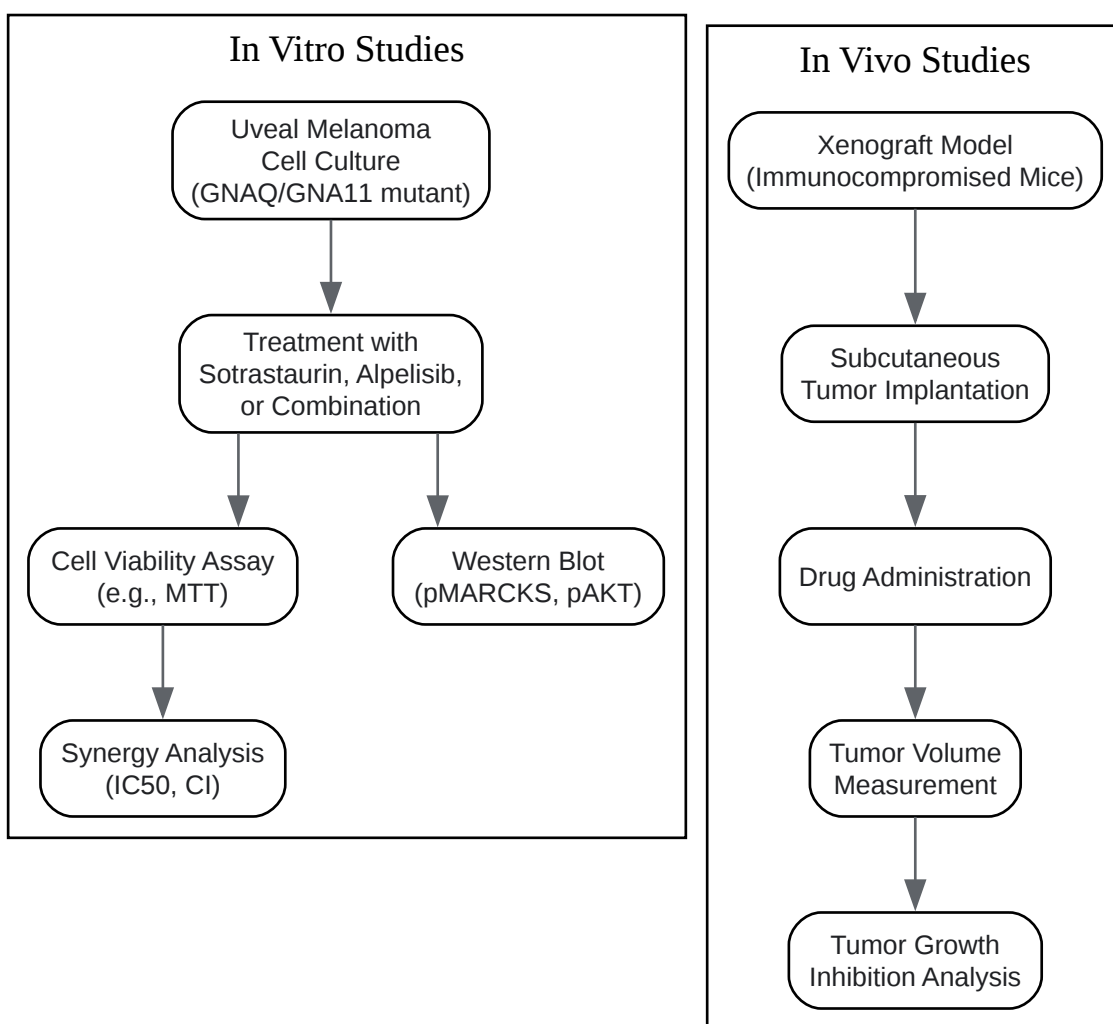 In Vitro Studies
Uveal Melanoma
Cell Culture
(GNAQ/GNA11 mutant)
Treatment with
Sotrastaurin, Alpelisib,
or Combination
Cell Viability Assay
(e.g., MTT)
Western Blot
(pMARCKS, pAKT)
Synergy Analysis
(IC50, CI)
In Vivo Studies
Xenograft Model
(Immunocompromised Mice)
Subcutaneous
Tumor Implantation
Drug Administration
Tumor Volume
Measurement
Tumor Growth
Inhibition Analysis